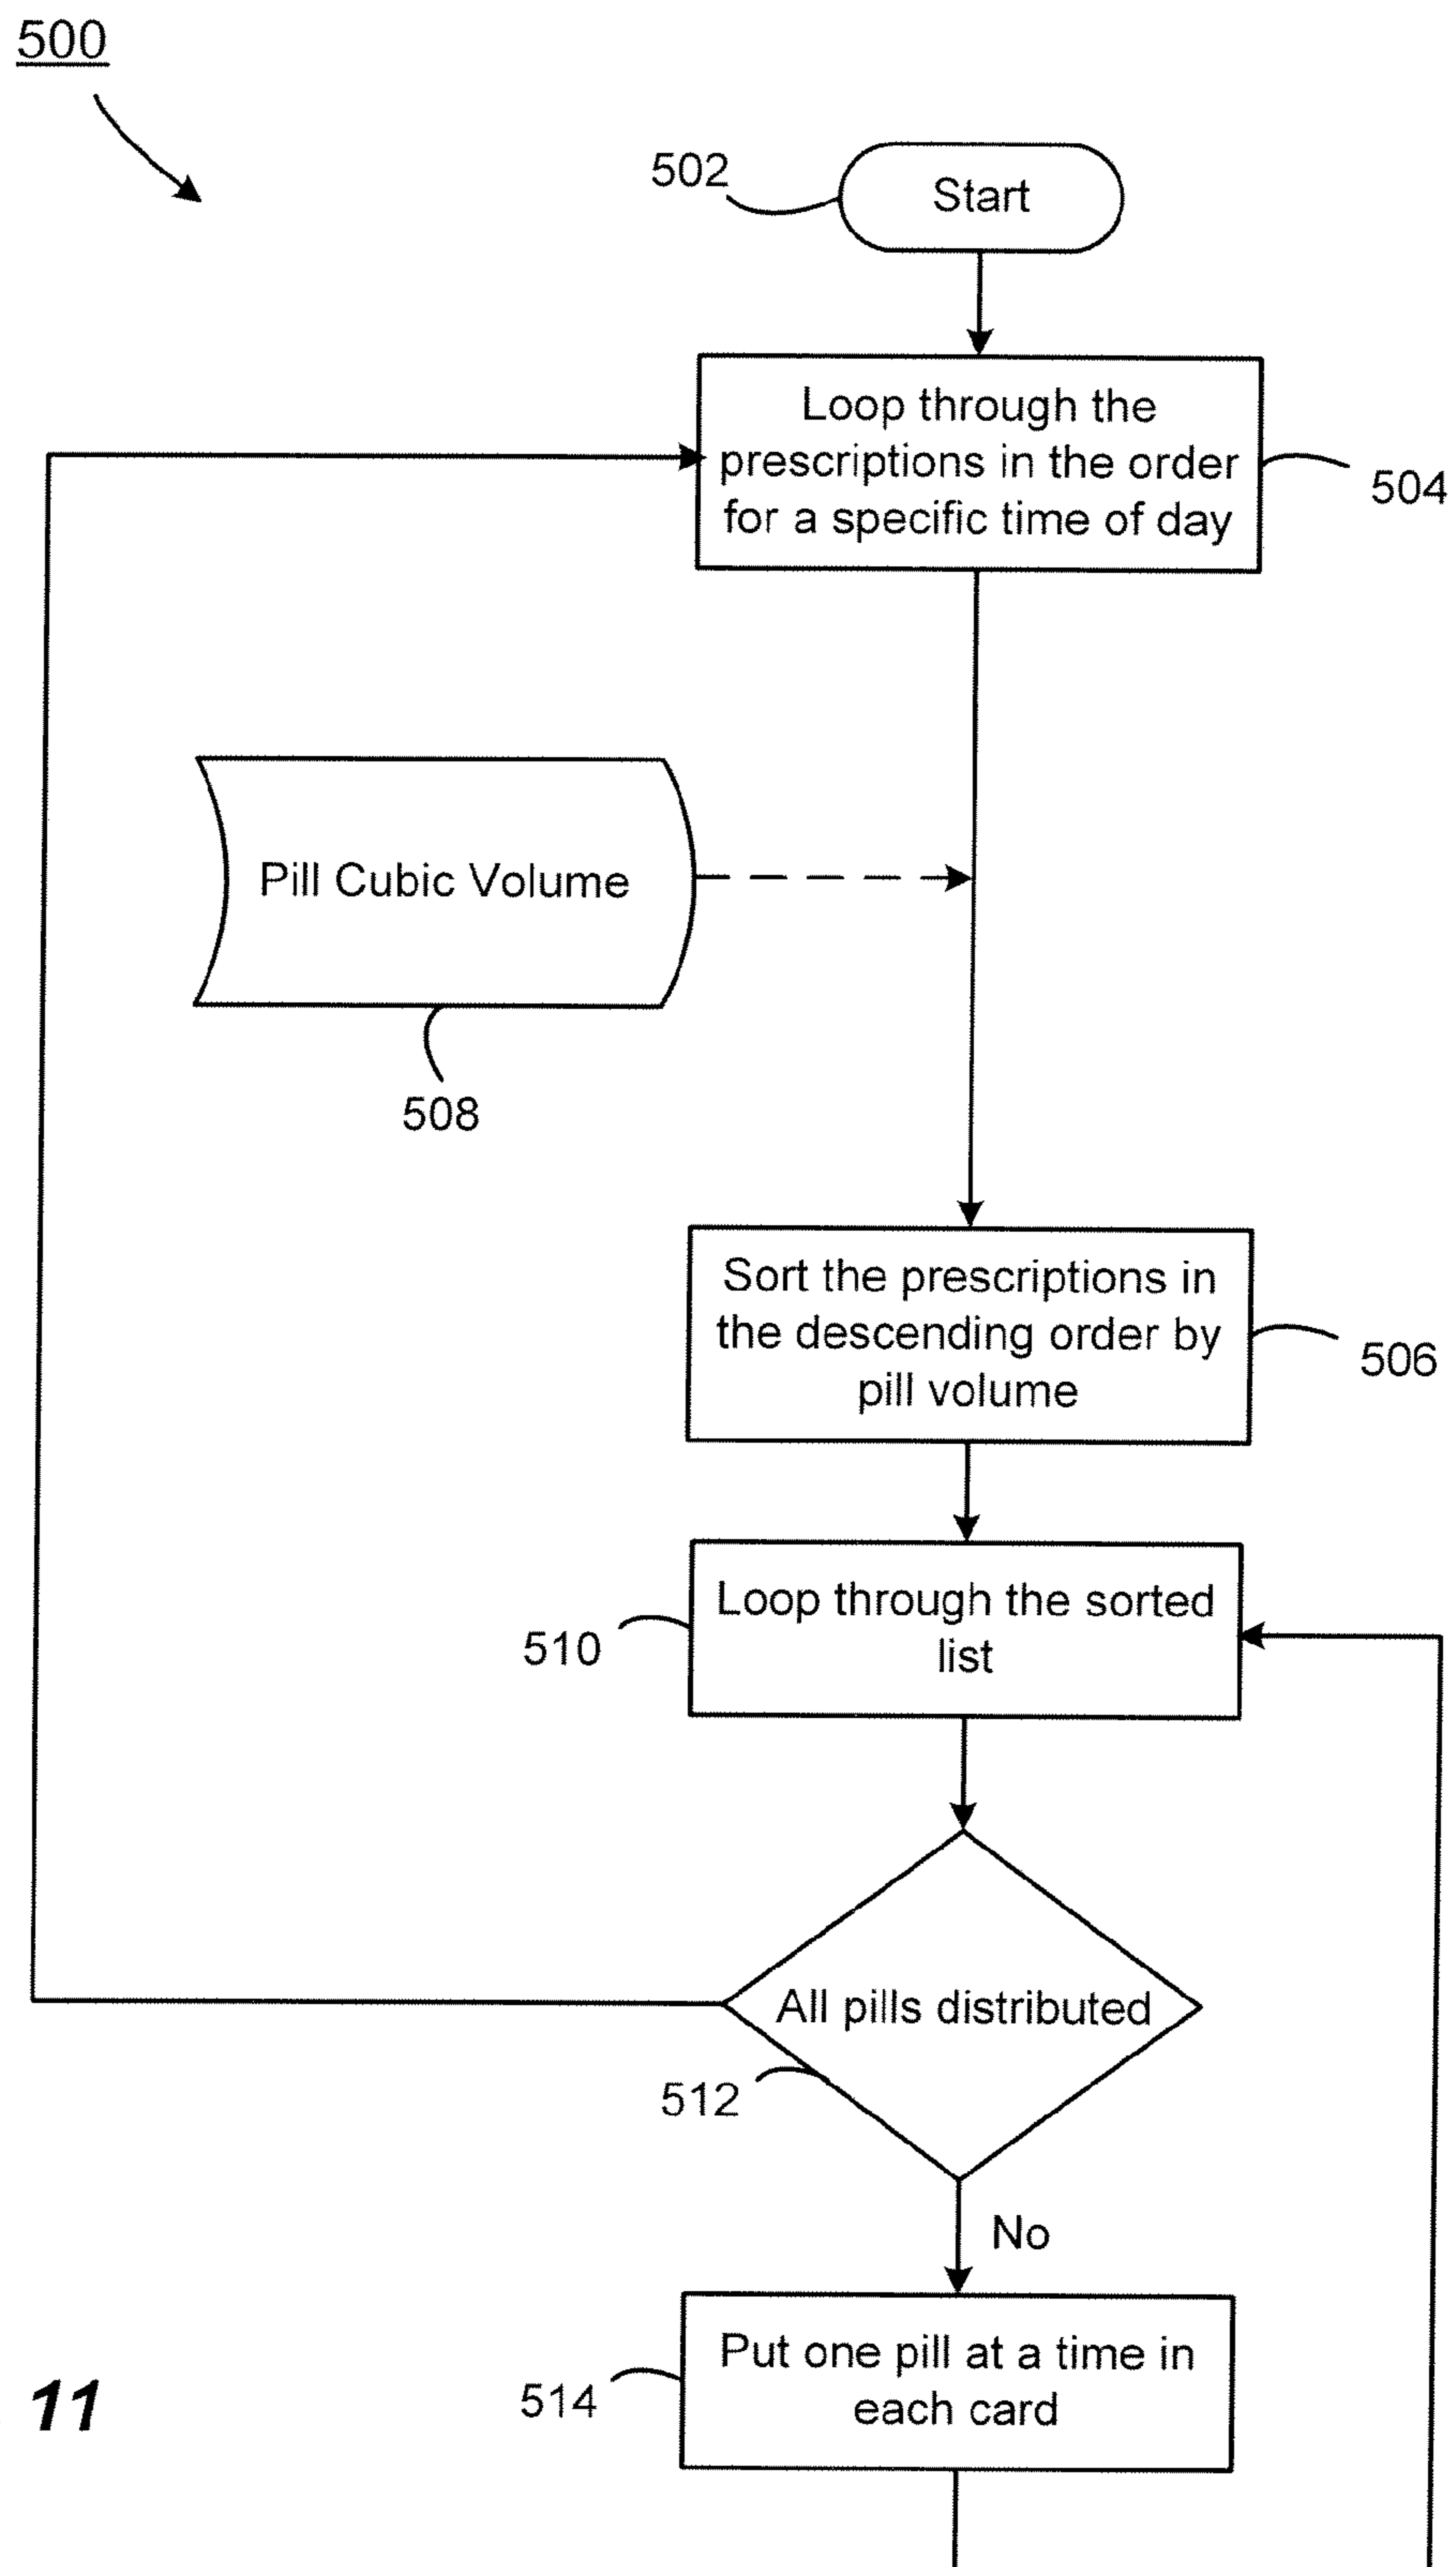 500
502
Start
Loop through the
prescriptions in the order
for a specific time of day
504
Pill Cubic Volume
508
Sort the prescriptions in
the descending order by
pill volume
506
Loop through the sorted
list
510
All pills distributed
512
No
Put one pill at a time in
each card
514
11